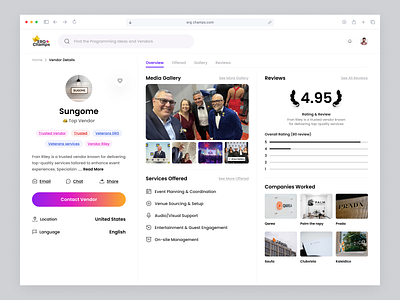 erg.champs.com
ERG
Champs
Find the Programming Ideas and Vendors.
Home > Vendor Details
SUNGOME
Sungome
Top Vendor
Trusted Vendor
Trusted
Veterans ERG
Veterans services
Vendor Riley
Fran Riley is a trusted vendor known for delivering
top-quality services tailored to enhance event
experiences. Specializin .... Read More
Email
Chat
Share
Contact Vendor
Location
United States
Language
English
Overview
Offered
Gallery
Reviews
Media Gallery
See More Gallery
Services Offered
See More Offered
Event Planning & Coordination
Venue Sourcing & Setup
Audio/Visual Support
Entertainment & Guest Engagement
On-site Management
Reviews
See All Reviews
4.95
Rating & Review
Fran Riley is a trusted vendor known
for delivering top-quality services.
Overall Rating (80 review)
5
4
3
2
1
Companies Worked
PALM
PRADA
Qorexi
Palm the napy
Prada
Saufa
Clubvista
Kaleidico